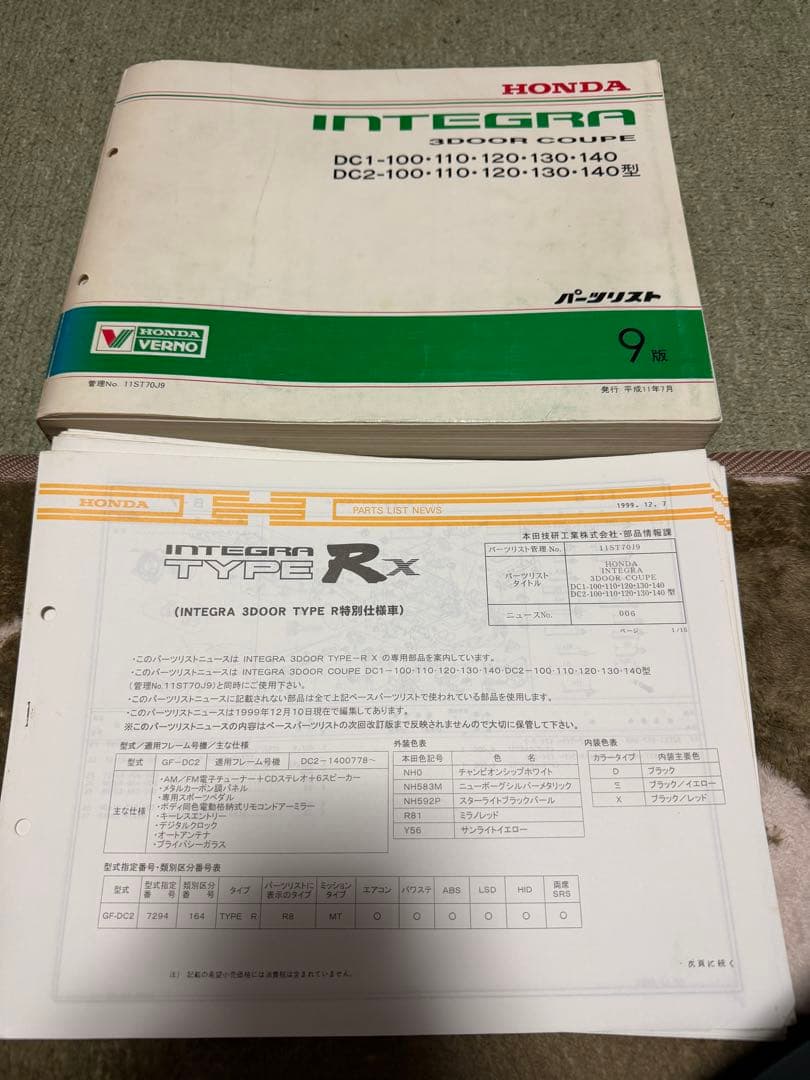 HONDA
INTEGRA
3DOOR COUPE
DC1-100・110・120・130・140
DC2-100・110・120・130・140型
パーツリスト
HONDA
VERNO
9版
管理No. 11ST70J9
発行 平成11年7月
HONDA
PARTS LIST NEWS
1999. 12. 7
本田技研工業株式会社・部品情報課
INTEGRA
TYPE R X
(INTEGRA 3DOOR TYPE R特別仕様車)
パーツリスト管理 No. 11ST70J9
パーツリストタイトル HONDA INTEGRA 3DOOR COUPE DC1-100・110・120・130・140 DC2-100・110・120・130・140 型
ニュースNo. 006
ページ 1/15
・このパーツリストニュースは INTEGRA 3DOOR TYPE-R X の専用部品を案内しています。
・このパーツリストニュースは INTEGRA 3DOOR COUPE DC1-100・110・120・130・140・DC2-100・110・120・130・140型
(管理No.11ST70J9)と同時にご使用下さい。
・このパーツリストニュースに記載されない部品は全て上記ベースパーツリストで使われている部品を使用します。
・このパーツリストニュースは1999年12月10日現在で編集してあります。
※このパーツリストニュースの内容はベースパーツリストの次回改訂版まで反映されませんので大切に保管して下さい。
型式/適用フレーム号機/主な仕様
型式 GF-DC2 適用フレーム号機 DC2-1400778~
主な仕様
・AM/FM電子チューナー+CDステレオ+6スピーカー
・メタルカーボン調パネル
・専用スポーツペダル
・ボディ同色電動格納式リモコンドアーミラー
・キーレスエントリー
・デジタルクロック
・オートアンテナ
・プライバシーガラス
外装色表
本田色記号 色 名
NH0 チャンピオンシップホワイト
NH583M ニューボーグシルバーメタリック
NH592P スターライトブラックパール
R81 ミラノレッド
Y56 サンライトイエロー
内装色表
カラータイプ 内装主要色
D ブラック
ブラック/イエロー
X ブラック/レッド
型式指定番号・類別区分番号表
型式 型式指定番号 類別区分番号 タイプ パーツリストに表示のタイプ ミッションタイプ エアコン パワステ ABS LSD HID 両席SRS
GF-DC2 7294 164 TYPE R R8 MT ○ ○ ○ ○ ○ ○
注) 記載の希望小売価格には消費税は含まれていません。
・次頁に続く